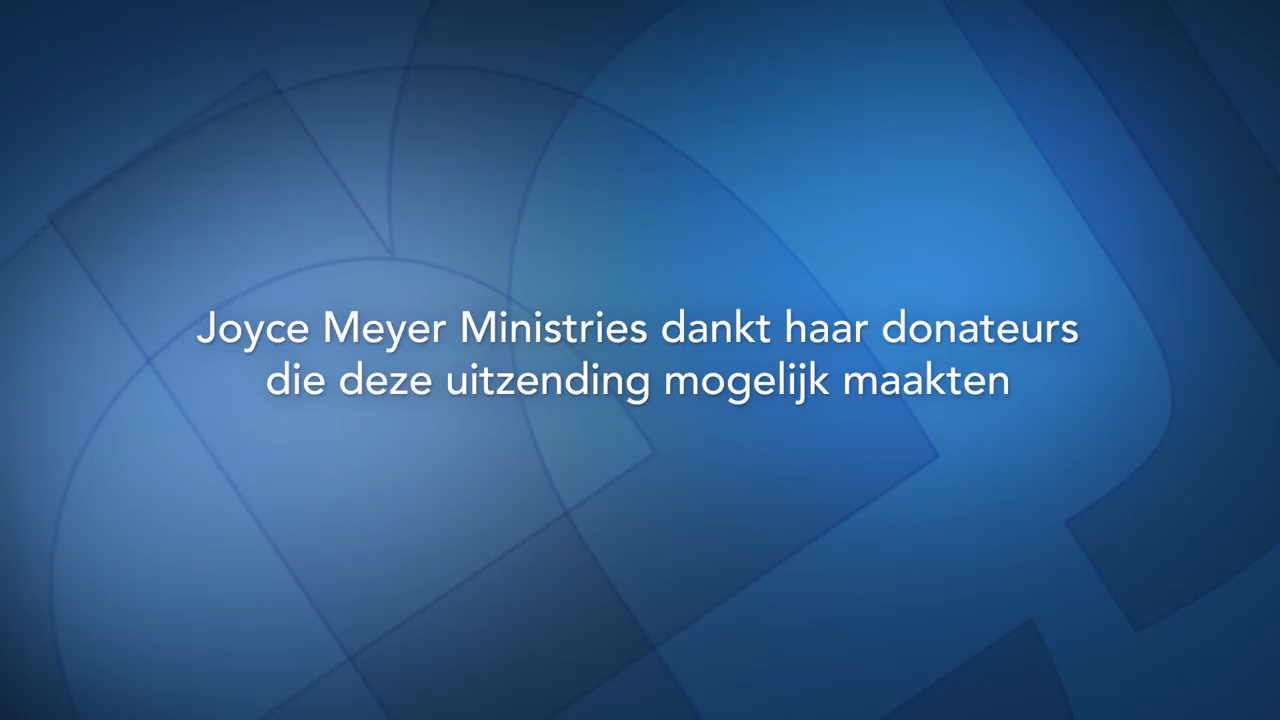 Joyce Meyer Ministries dankt haar donateurs
die deze uitzending mogelijk maakten